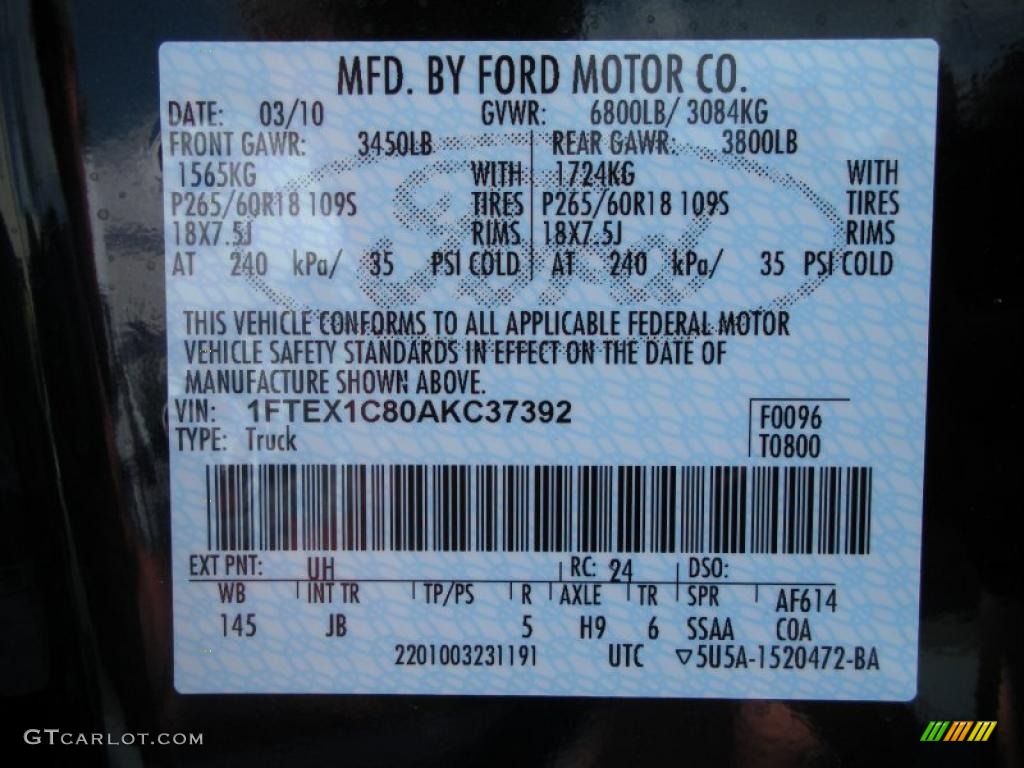 MFD. BY FORD MOTOR CO.
DATE: 03/10 GVWR: 6800LB/ 3084KG
FRONT GAWR: 3450LB REAR GAWR: 3800LB
1565KG WITH 1724KG WITH
P265/60R18 109S TIRES P265/60R18 109S TIRES
18X7.5J RIMS 18X7.5J RIMS
AT 240 kPa/ 35 PSI COLD AT 240 kPa/ 35 PSI COLD
THIS VEHICLE CONFORMS TO ALL APPLICABLE FEDERAL MOTOR
VEHICLE SAFETY STANDARDS IN EFFECT ON THE DATE OF
MANUFACTURE SHOWN ABOVE.
VIN: 1FTEX1C80AKC37392 F0096
TYPE: Truck T0800
EXT PNT: UH RC: 24 DSO:
WB INT TR TP/PS R AXLE TR SPR AF614
145 JB 5 H9 6 SSAA COA
2201003231191 UTC ▽5U5A-1520472-BA
Ford
GTCARLOT.COM